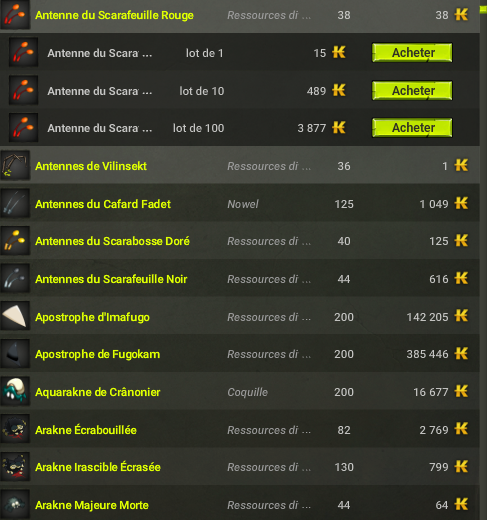 Antenne du Scarafeuille Rouge Ressources di ... 38 38
Antenne du Scara ... lot de 1 15 Acheter
Antenne du Scara ... lot de 10 489 Acheter
Antenne du Scara ... lot de 100 3 877 Acheter
Antennes de Vilinsekt Ressources di ... 36 1
Antennes du Cafard Fadet Nowel 125 1 049
Antennes du Scarabosse Doré Ressources di ... 40 125
Antennes du Scarafeuille Noir Ressources di ... 44 616
Apostrophe d'Imafugo Ressources di ... 200 142 205
Apostrophe de Fugokam Ressources di ... 200 385 446
Aquarakne de Crânonier Coquille 200 16 677
Arakne Écrabouillée Ressources di ... 82 2 769
Arakne Irascible Écrasée Ressources di ... 130 799
Arakne Majeure Morte Ressources di ... 44 64